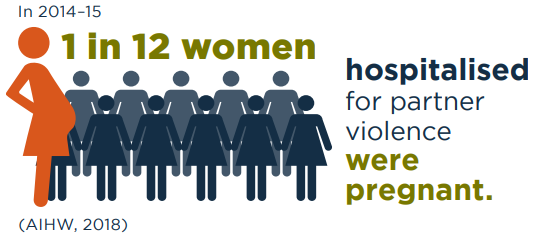 In 2014–15
1 in 12 women
hospitalised
for partner
violence
were
pregnant.
(AIHW, 2018)